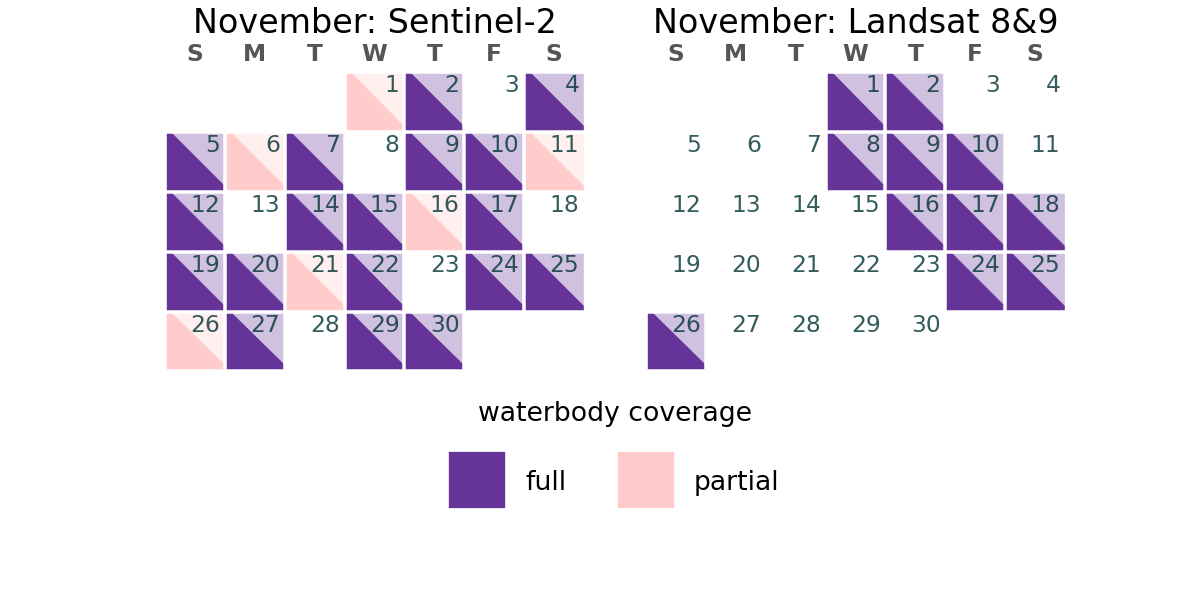 November: Sentinel-2
S M T W T F S
1 2 3 4
5 6 7 8 9 10 11
12 13 14 15 16 17 18
19 20 21 22 23 24 25
26 27 28 29 30
November: Landsat 8&9
S M T W T F S
1 2 3 4
5 6 7 8 9 10 11
12 13 14 15 16 17 18
19 20 21 22 23 24 25
26 27 28 29 30
waterbody coverage
full partial